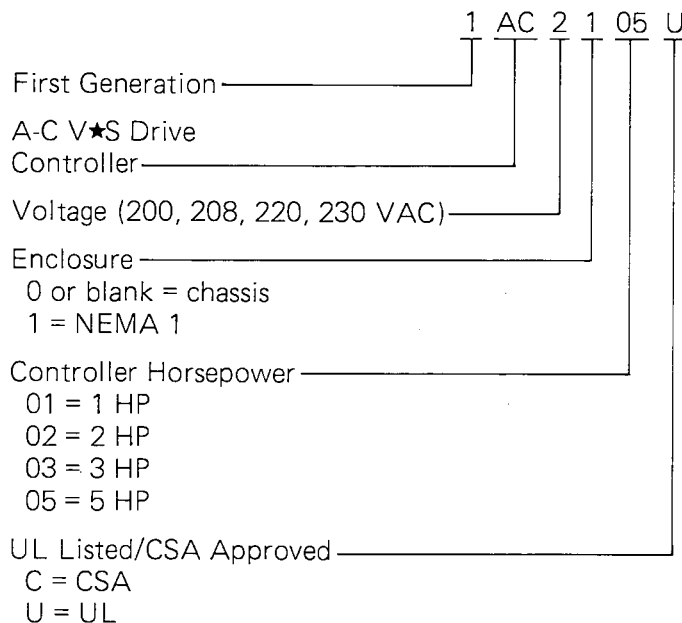 1 AC 2 1 05 U
First Generation
A-C V★S Drive
Controller
Voltage (200, 208, 220, 230 VAC)
Enclosure
0 or blank = chassis
1 = NEMA 1
Controller Horsepower
01 = 1 HP
02 = 2 HP
03 = 3 HP
05 = 5 HP
UL Listed/CSA Approved
C = CSA
U = UL